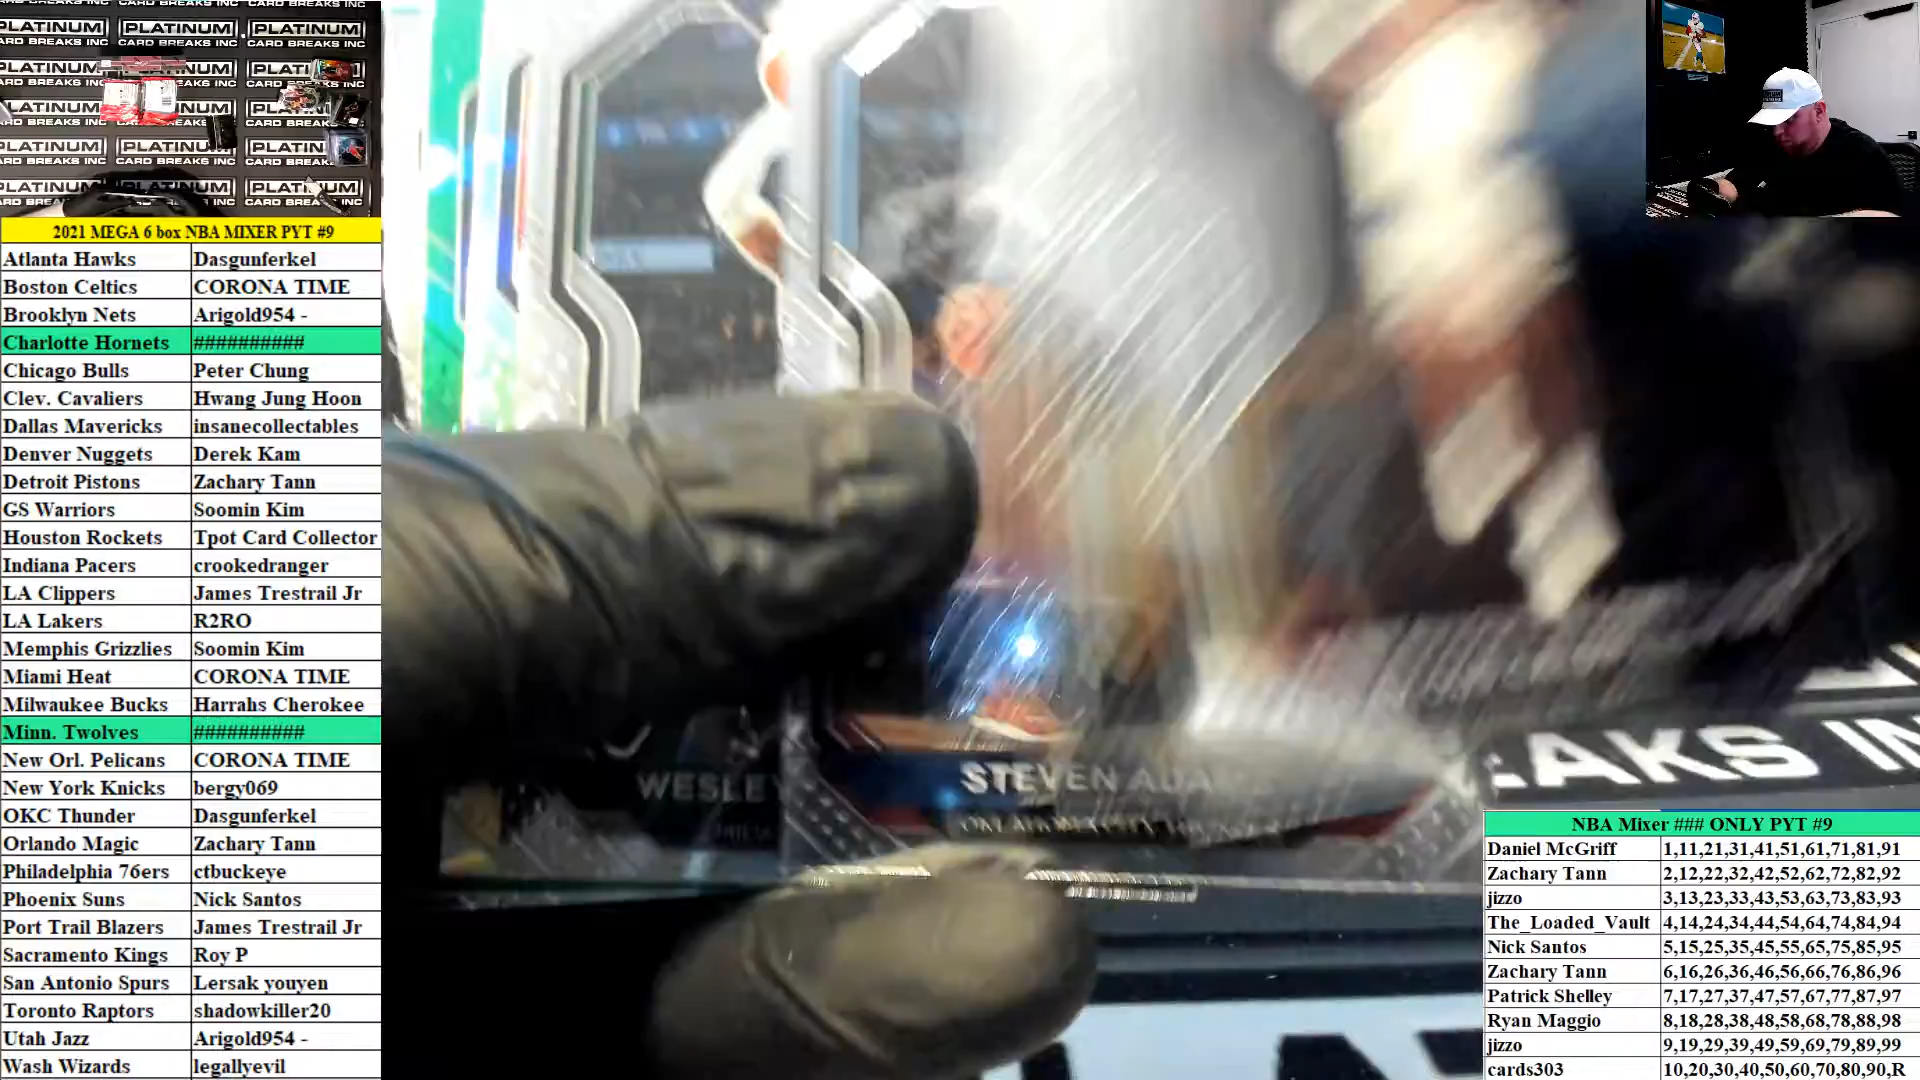 PLATINUM PLATINUM PLATINUM
CARD BREAKS INC CARD BREAKS INC CARD BREAKS INC
2021 MEGA 6 box NBA MIXER PYT #9
Atlanta Hawks Dasgunferkel
Boston Celtics CORONA TIME
Brooklyn Nets Arigold954 -
Charlotte Hornets ##########
Chicago Bulls Peter Chung
Clev. Cavaliers Hwang Jung Hoon
Dallas Mavericks insanecollectables
Denver Nuggets Derek Kam
Detroit Pistons Zachary Tann
GS Warriors Soomin Kim
Houston Rockets Tpot Card Collector
Indiana Pacers crookedranger
LA Clippers James Trestrail Jr
LA Lakers R2RO
Memphis Grizzlies Soomin Kim
Miami Heat CORONA TIME
Milwaukee Bucks Harrahs Cherokee
Minn. Twolves ##########
New Orl. Pelicans CORONA TIME
New York Knicks bergy069
OKC Thunder Dasgunferkel
Orlando Magic Zachary Tann
Philadelphia 76ers ctbuckeye
Phoenix Suns Nick Santos
Port Trail Blazers James Trestrail Jr
Sacramento Kings Roy P
San Antonio Spurs Lersak youyen
Toronto Raptors shadowkiller20
Utah Jazz Arigold954 -
Wash Wizards legallyevil
WESLEY
STEVEN ADA
OKLAHOMA CITY THUNDER
EAKS IN
NBA Mixer ### ONLY PYT #9
Daniel McGriff 1,11,21,31,41,51,61,71,81,91
Zachary Tann 2,12,22,32,42,52,62,72,82,92
jizzo 3,13,23,33,43,53,63,73,83,93
The_Loaded_Vault 4,14,24,34,44,54,64,74,84,94
Nick Santos 5,15,25,35,45,55,65,75,85,95
Zachary Tann 6,16,26,36,46,56,66,76,86,96
Patrick Shelley 7,17,27,37,47,57,67,77,87,97
Ryan Maggio 8,18,28,38,48,58,68,78,88,98
jizzo 9,19,29,39,49,59,69,79,89,99
cards303 10,20,30,40,50,60,70,80,90,R